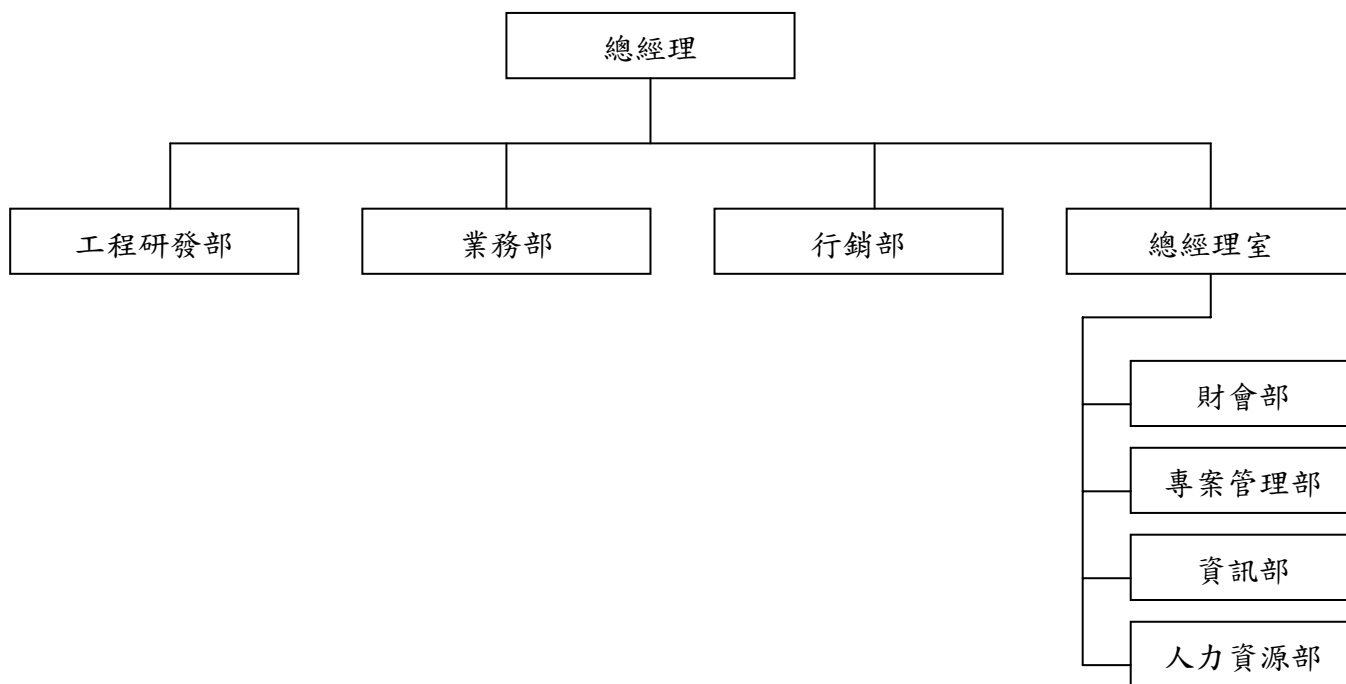 總經理
工程研發部
業務部
行銷部
總經理室
財會部
專案管理部
資訊部
人力資源部